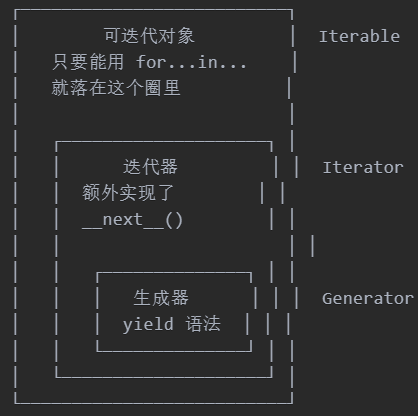 可迭代对象 Iterable
只要能用 for...in...
就落在这个圈里
迭代器 Iterator
额外实现了
__next__()
生成器 Generator
yield 语法